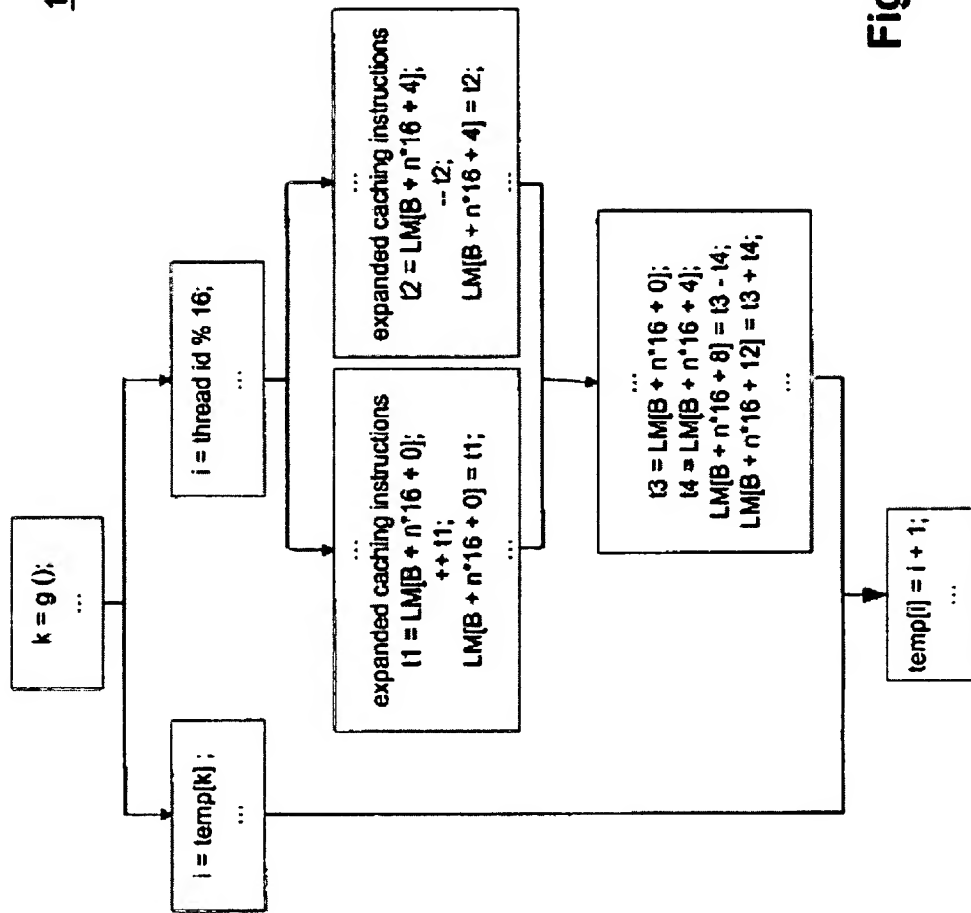 k = g ();
...
i = temp[k] ;
...
i = thread id % 16;
...
...
expanded caching instructions
t1 = LM[B + n*16 + 0];
++ t1;
LM[B + n*16 + 0] = t1;
...
...
expanded caching instructions
t2 = LM[B + n*16 + 4];
-- t2;
LM[B + n*16 + 4] = t2;
...
...
t3 = LM[B + n*16 + 0];
t4 = LM[B + n*16 + 4];
LM[B + n*16 + 8] = t3 - t4;
LM[B + n*16 + 12] = t3 + t4;
...
temp[i] = i + 1;
...